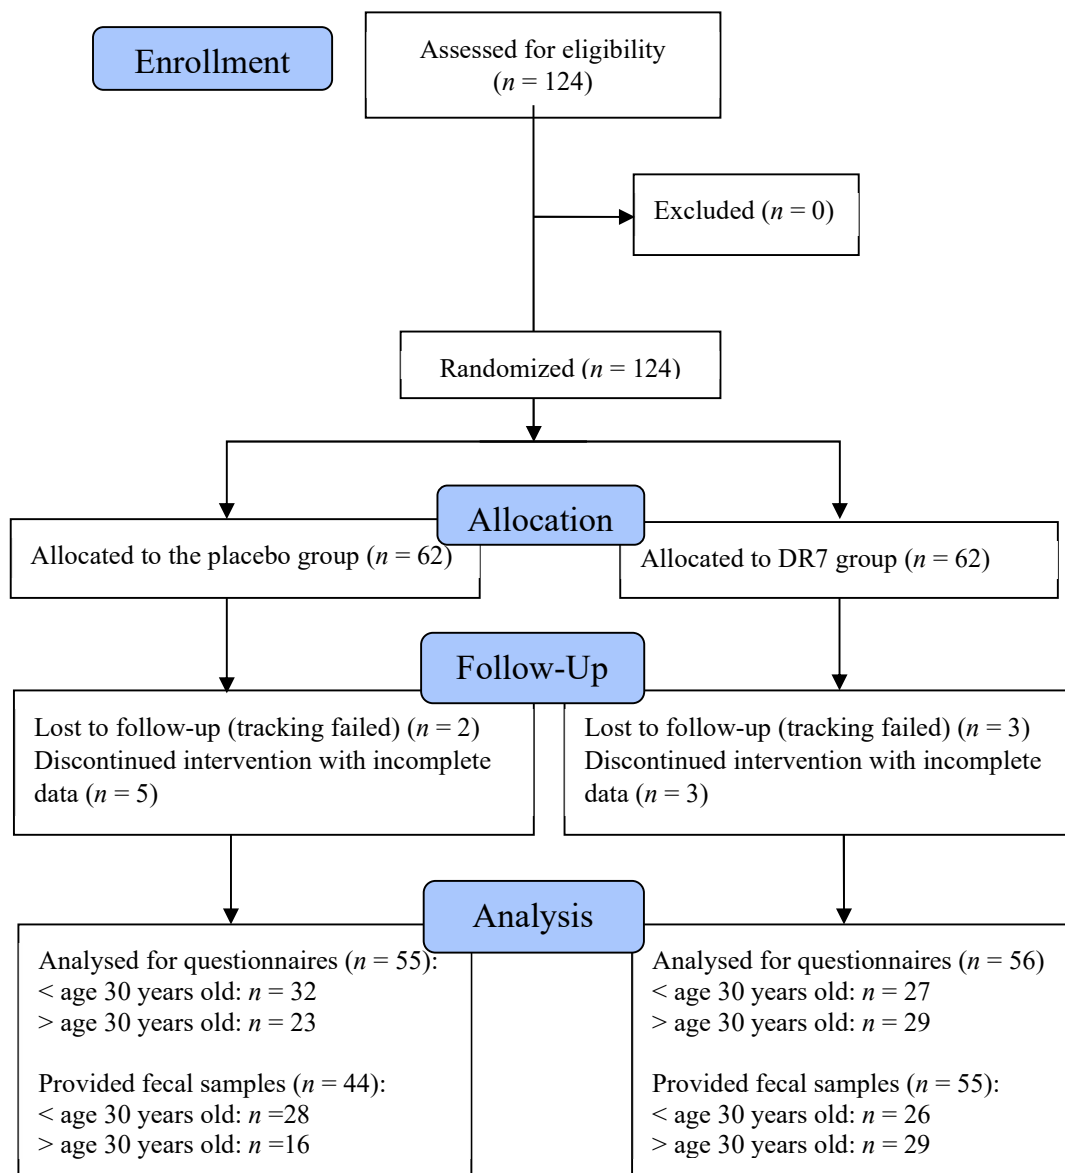 Enrollment
Assessed for eligibility
(n = 124)
Excluded (n = 0)
Randomized (n = 124)
Allocation
Allocated to the placebo group (n = 62)
Allocated to DR7 group (n = 62)
Follow-Up
Lost to follow-up (tracking failed) (n = 2)
Discontinued intervention with incomplete
data (n = 5)
Lost to follow-up (tracking failed) (n = 3)
Discontinued intervention with incomplete
data (n = 3)
Analysis
Analysed for questionnaires (n = 55):
< age 30 years old: n = 32
> age 30 years old: n = 23
Provided fecal samples (n = 44):
< age 30 years old: n =28
> age 30 years old: n =16
Analysed for questionnaires (n = 56)
< age 30 years old: n = 27
> age 30 years old: n = 29
Provided fecal samples (n = 55):
< age 30 years old: n = 26
> age 30 years old: n = 29